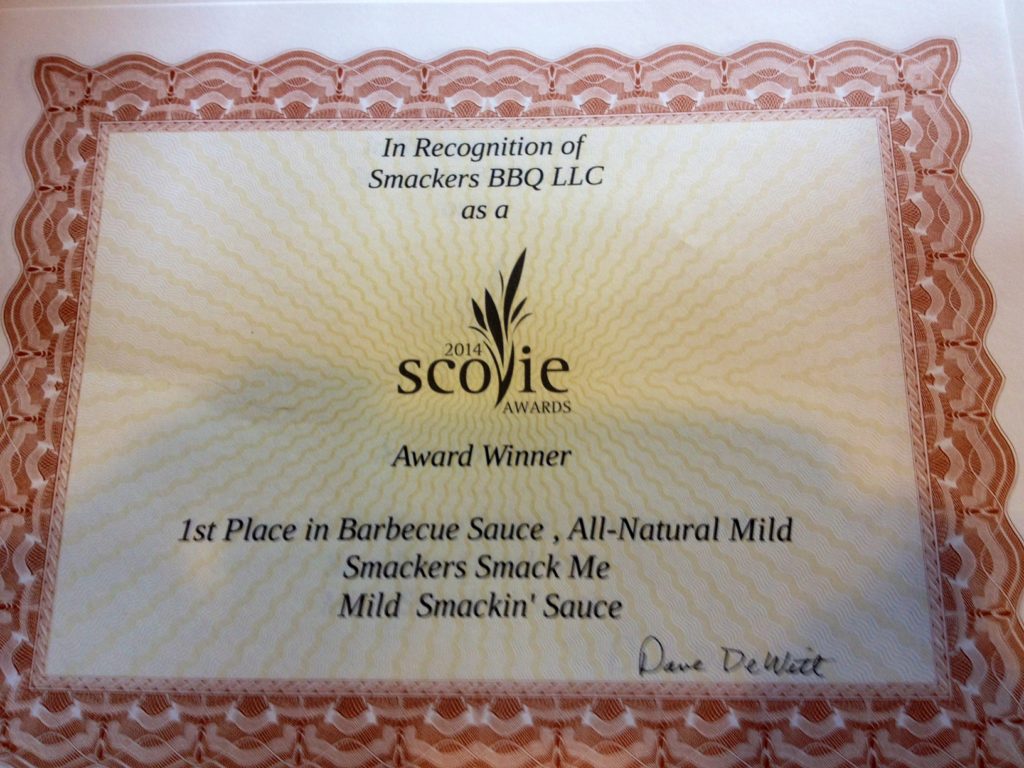 In Recognition of
Smackers BBQ LLC
as a
2014
scovie
AWARDS
Award Winner
1st Place in Barbecue Sauce , All-Natural Mild
Smackers Smack Me
Mild Smackin' Sauce
Dave DeWitt